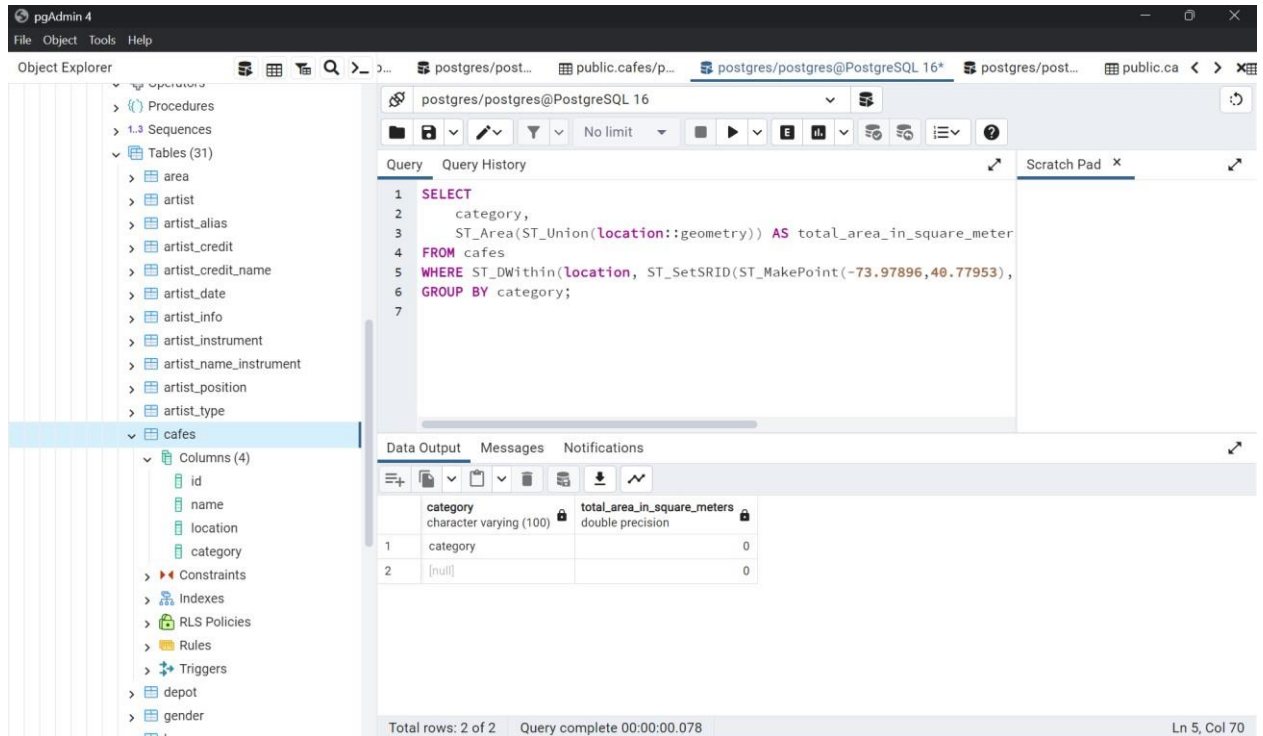 pgAdmin 4
File Object Tools Help
Object Explorer
postgres/post...
public.cafes/p...
postgres/postgres@PostgreSQL 16*
postgres/post...
public.ca
Procedures
1..3 Sequences
Tables (31)
area
artist
artist_alias
artist_credit
artist_credit_name
artist_date
artist_info
artist_instrument
artist_name_instrument
artist_position
artist_type
cafes
Columns (4)
id
name
location
category
Constraints
Indexes
RLS Policies
Rules
Triggers
depot
gender
postgres/postgres@PostgreSQL 16
No limit
Query Query History
Scratch Pad
1 SELECT
2 category,
3 ST_Area(ST_Union(location::geometry)) AS total_area_in_square_meter
4 FROM cafes
5 WHERE ST_DWithin(location, ST_SetSRID(ST_MakePoint(-73.97896,40.77953),
6 GROUP BY category;
7
Data Output Messages Notifications
category
character varying (100)
total_area_in_square_meters
double precision
1 category 0
2 [null] 0
Total rows: 2 of 2 Query complete 00:00:00.078 Ln 5, Col 70